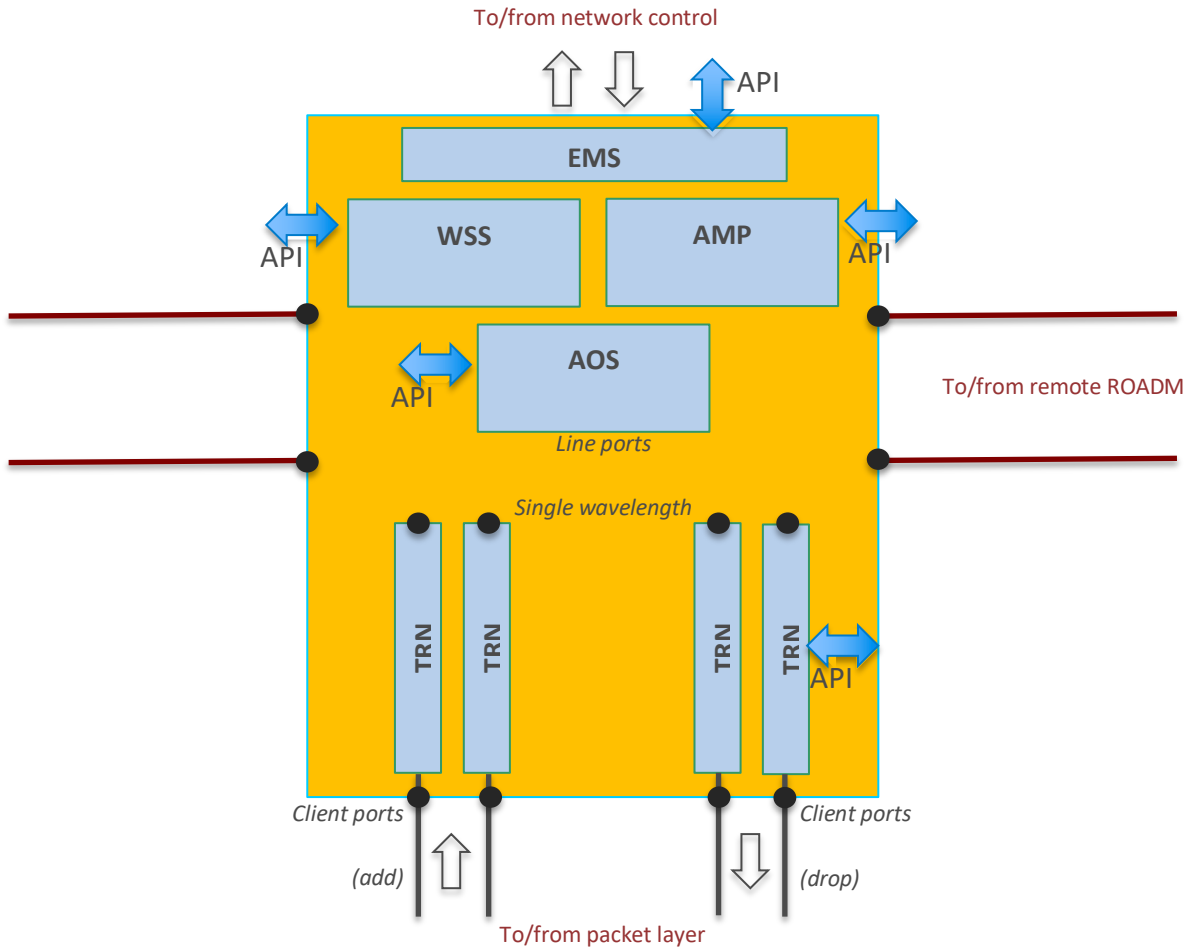 To/from network control
API
EMS
WSS
AMP
API
API
AOS
API
To/from remote ROADM
Line ports
Single wavelength
TRN
TRN
TRN
TRN
API
Client ports
Client ports
(add)
(drop)
To/from packet layer